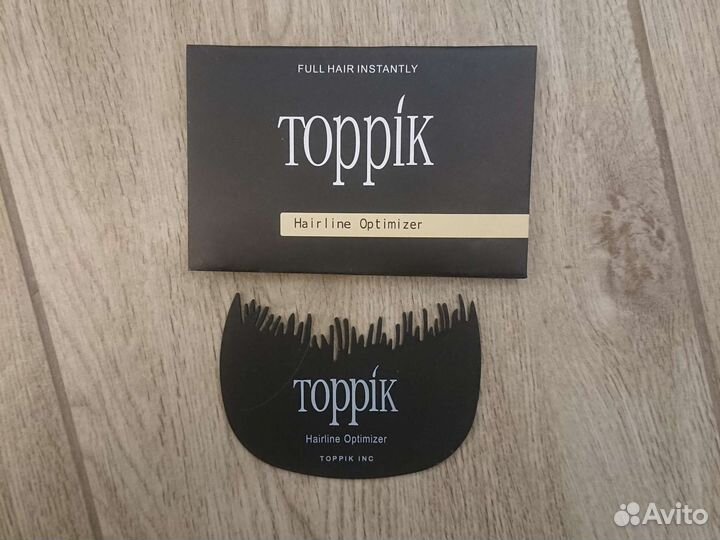 FULL HAIR INSTANTLY
Toppik
Hairline Optimizer
Toppik
Hairline Optimizer
TOPPIK INC
Avito